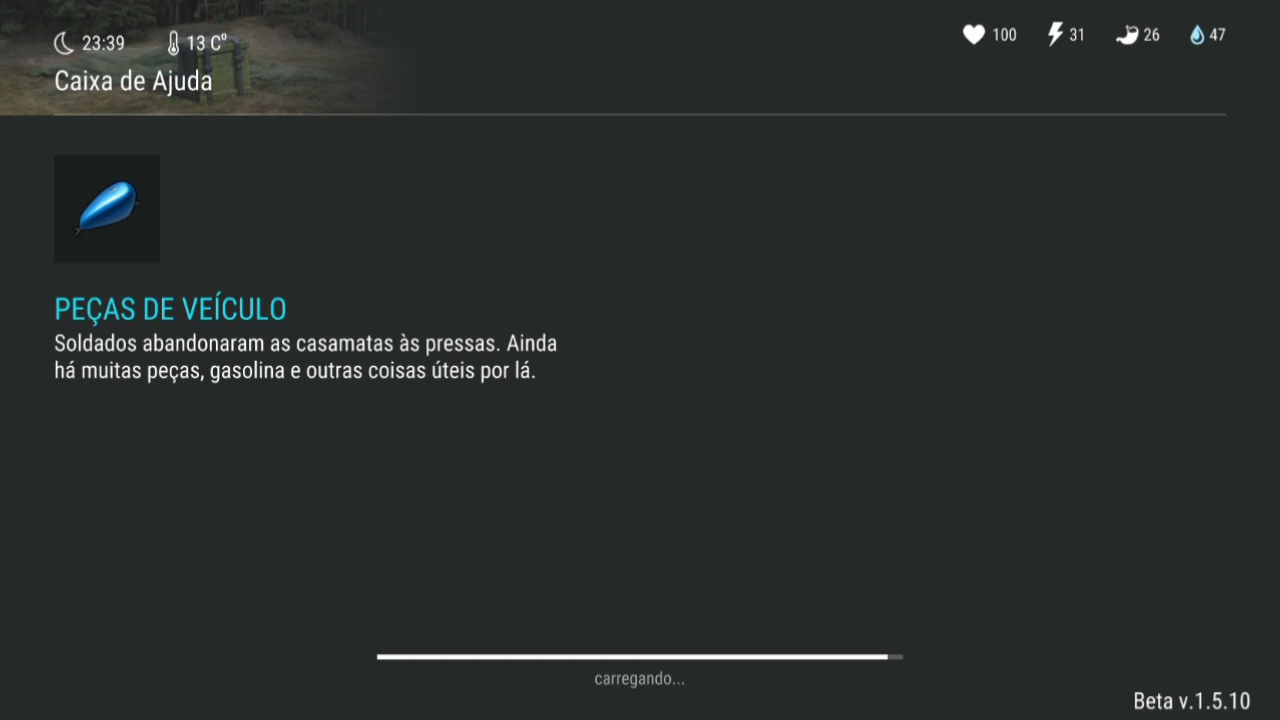 23:39 13 Cº
100 31 26 47
Caixa de Ajuda
PEÇAS DE VEÍCULO
Soldados abandonaram as casamatas às pressas. Ainda
há muitas peças, gasolina e outras coisas úteis por lá.
carregando...
Beta v.1.5.10